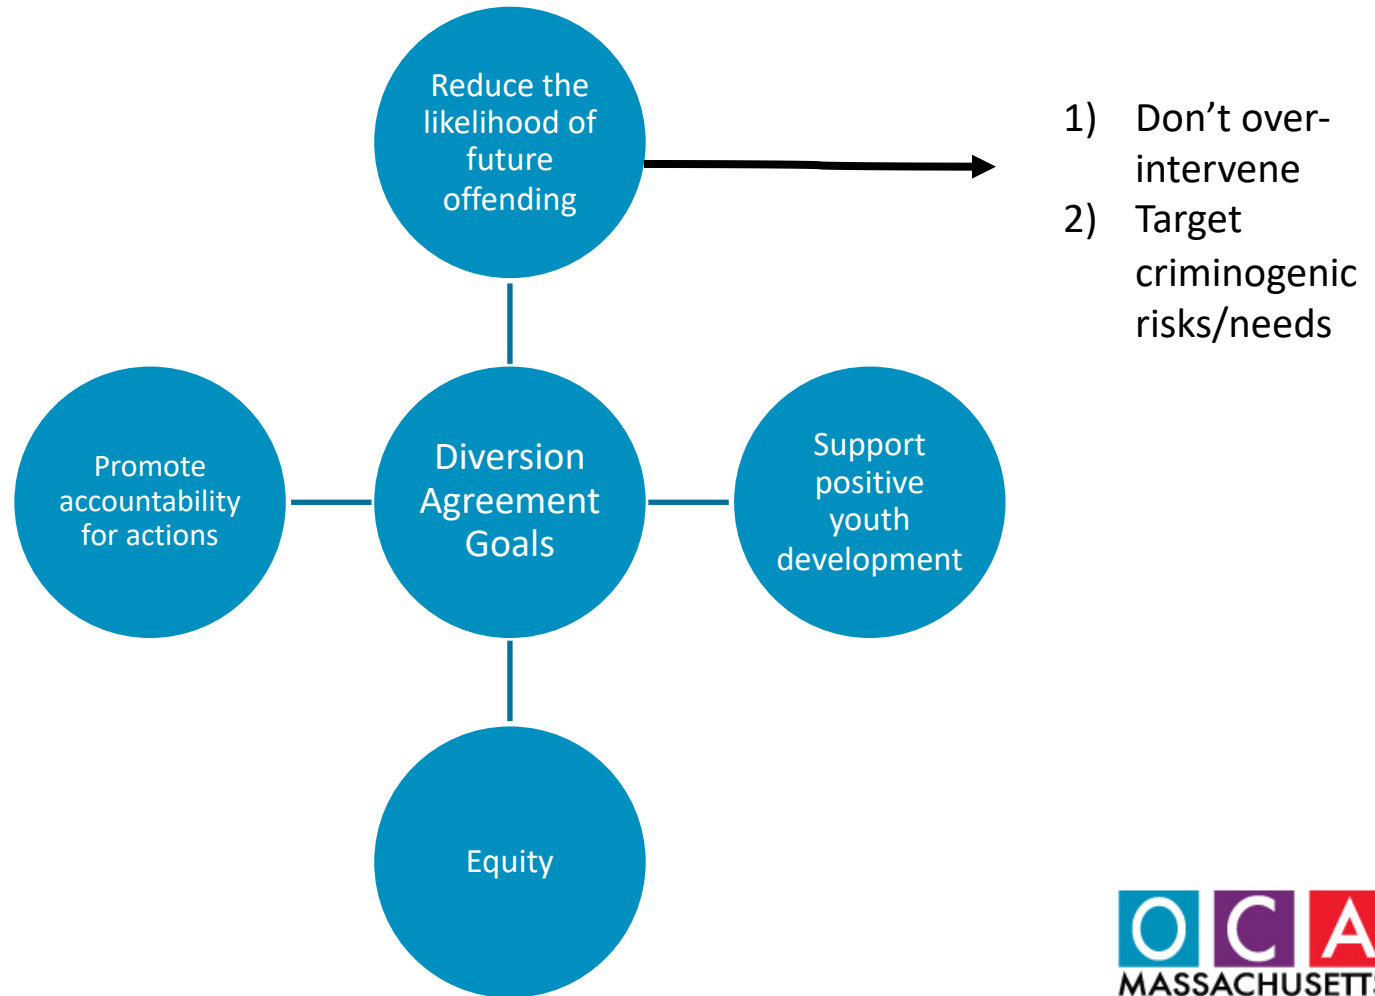 Reduce the
likelihood of
future
offending
1) Don’t over-
intervene
2) Target
criminogenic
risks/needs
Promote
accountability
for actions
Diversion
Agreement
Goals
Support
positive
youth
development
Equity
OCA
MASSACHUSETTS